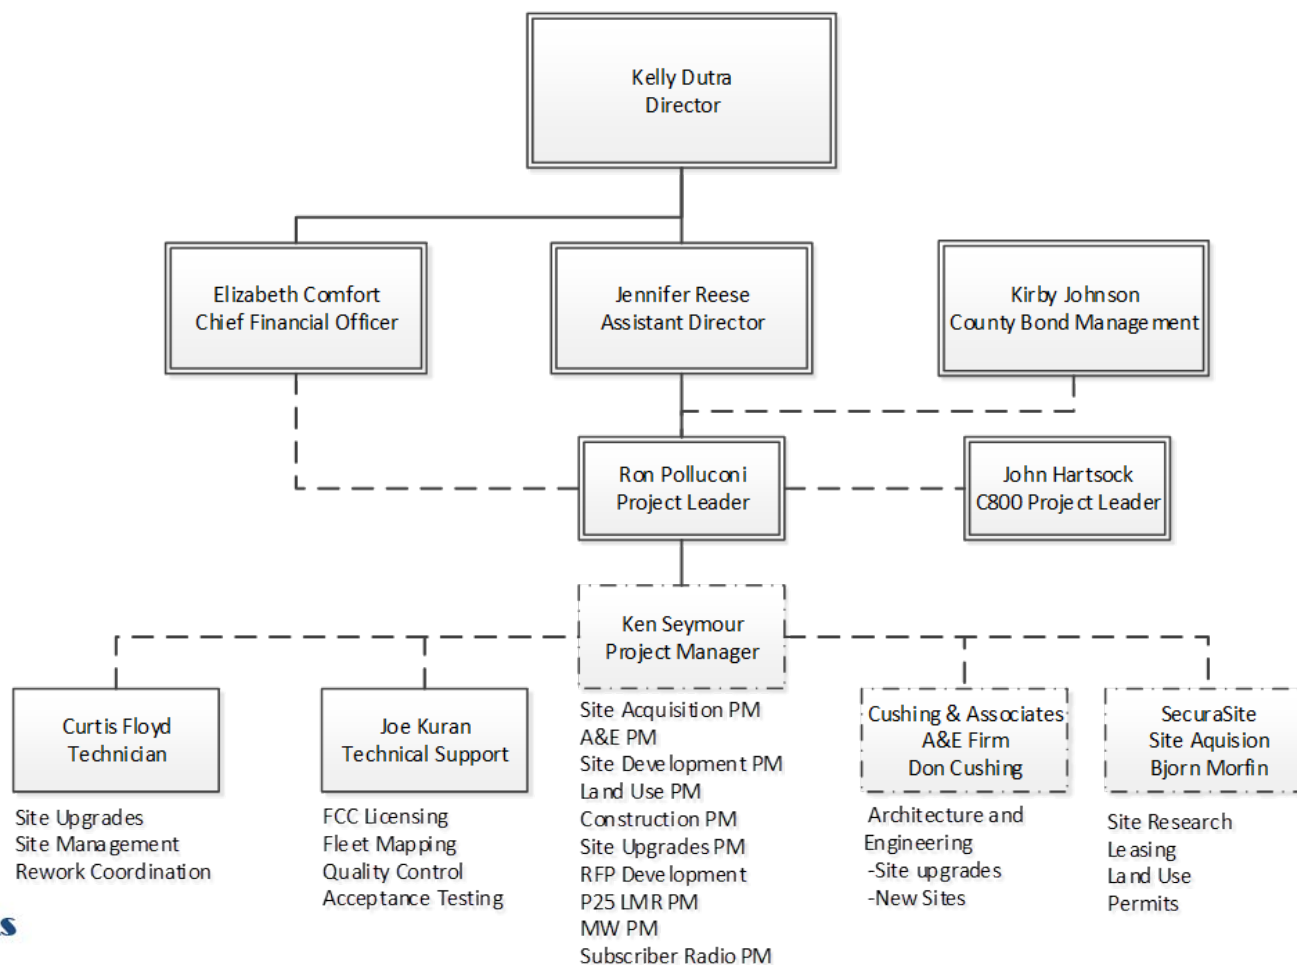 Kelly Dutra
Director
Elizabeth Comfort
Chief Financial Officer
Jennifer Reese
Assistant Director
Kirby Johnson
County Bond Management
Ron Polluconi
Project Leader
John Hartsock
C800 Project Leader
Ken Seymour
Project Manager
Site Acquisition PM
A&E PM
Site Development PM
Land Use PM
Construction PM
Site Upgrades PM
RFP Development
P25 LMR PM
MW PM
Subscriber Radio PM
Curtis Floyd
Technician
Site Upgrades
Site Management
Rework Coordination
Joe Kuran
Technical Support
FCC Licensing
Fleet Mapping
Quality Control
Acceptance Testing
Cushing & Associates
A&E Firm
Don Cushing
Architecture and
Engineering
-Site upgrades
-New Sites
SecuraSite
Site Aquision
Bjorn Morfin
Site Research
Leasing
Land Use
Permits
s